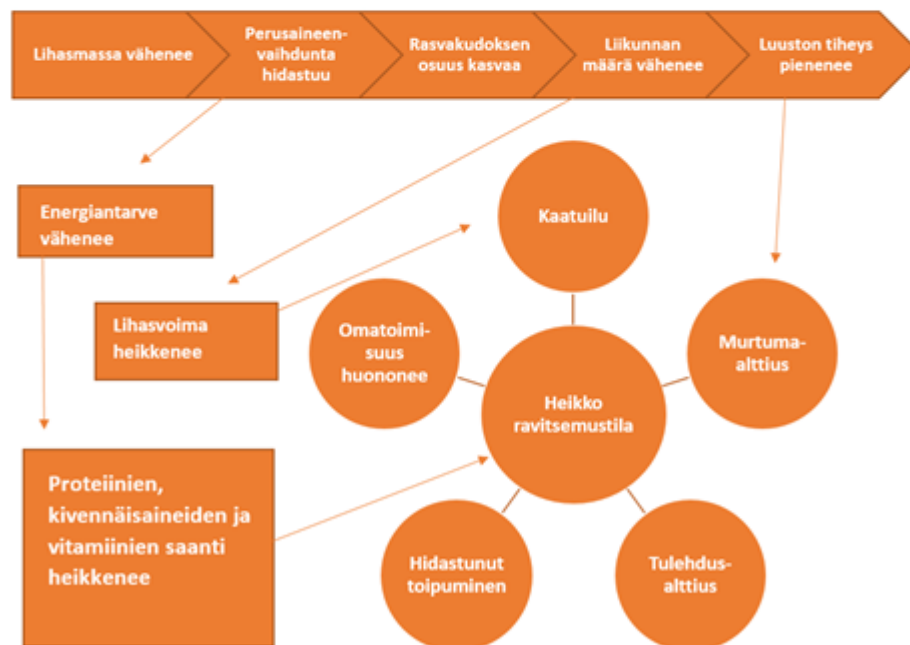 Lihasmassa vähenee
Perusaineen-
vaihdunta
hidastuu
Rasvakudoksen
osuus kasvaa
Liikunnan
määrä vähenee
Luuston tiheys
pienenee
Energiantarve
vähenee
Kaatuilu
Lihasvoima
heikkenee
Omatoimi-
suus
huononee
Murtuma-
alttius
Heikko
ravitsemustila
Proteiinien,
kivennäisaineiden ja
vitamiinien saanti
heikkenee
Hidastunut
toipuminen
Tulehdus-
alttius